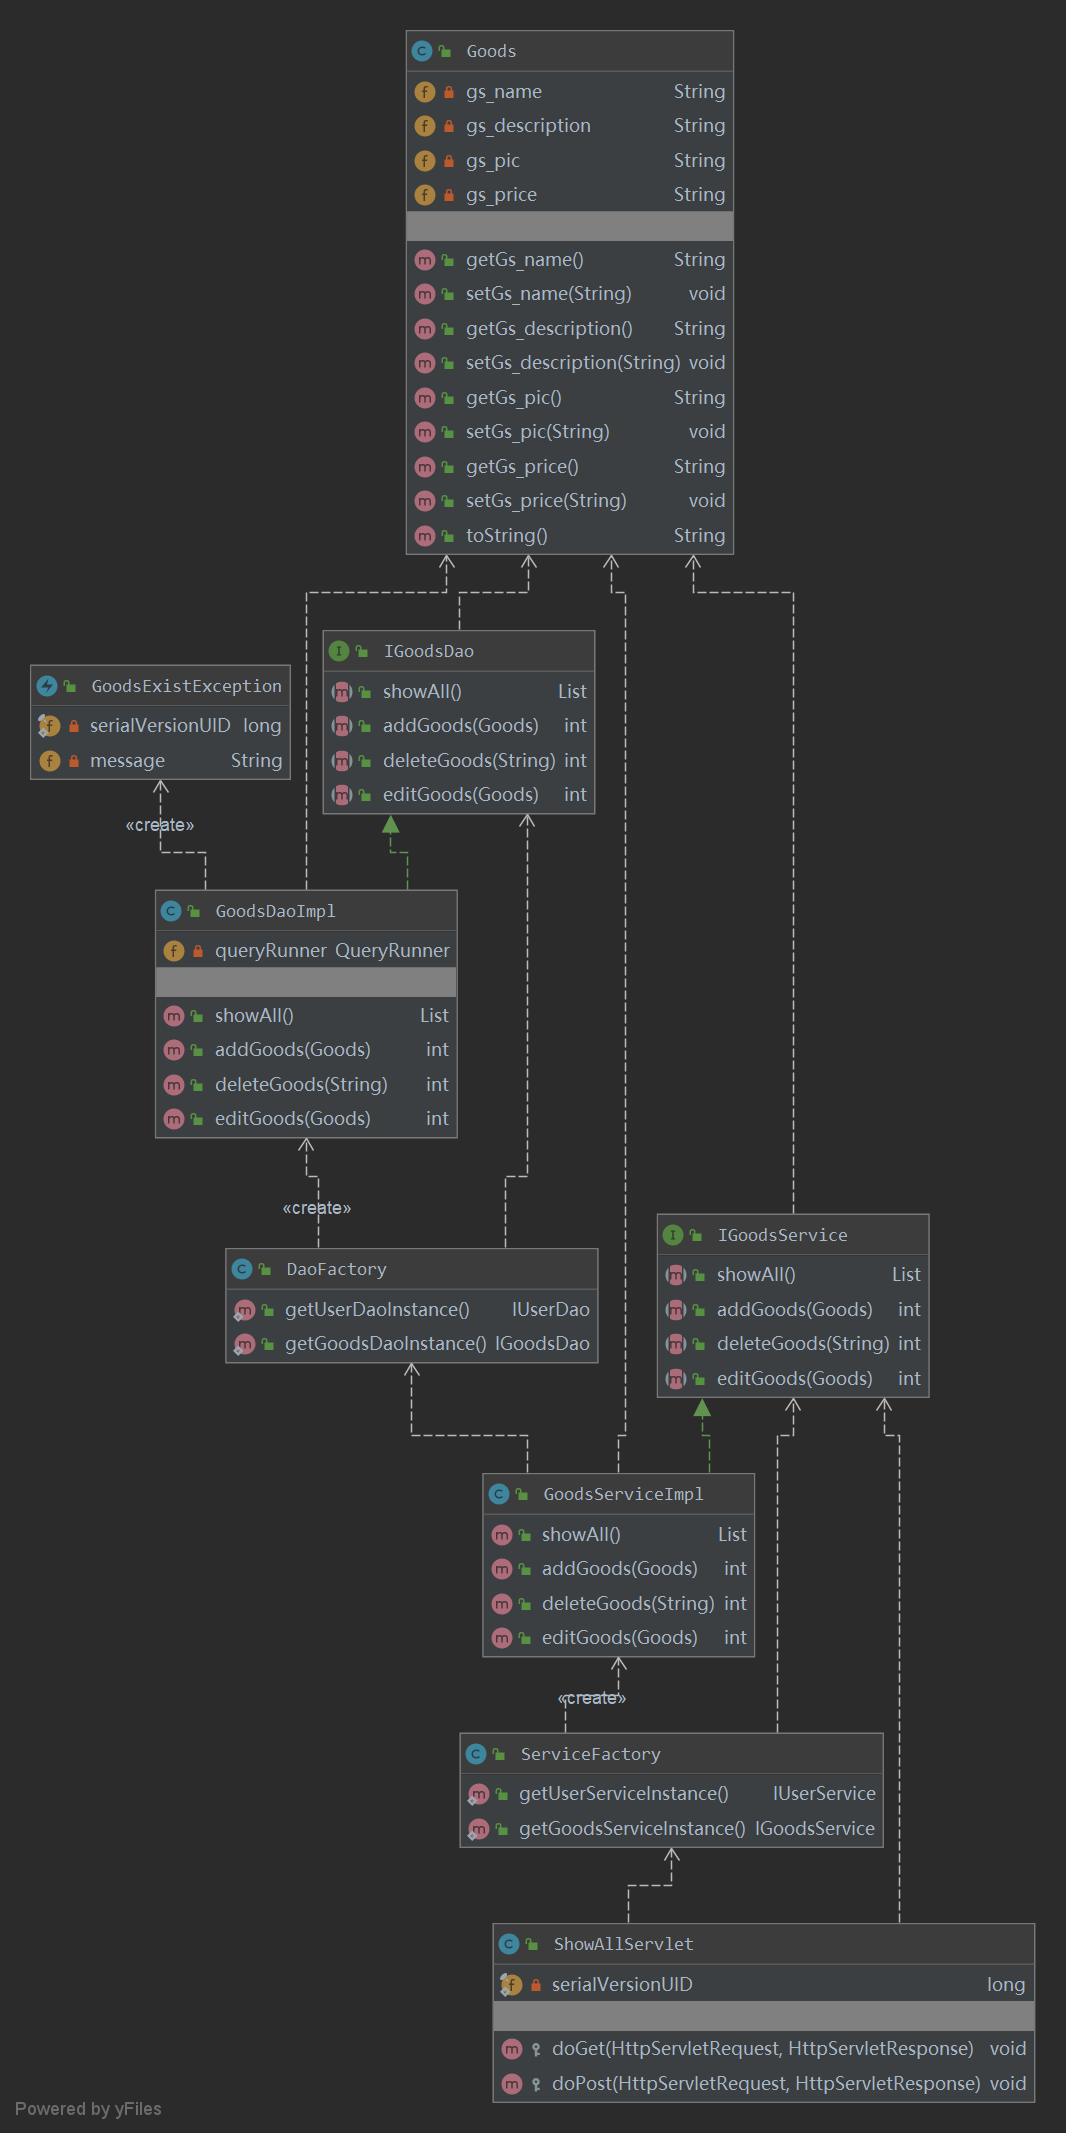 Goods
gs_name String
gs_description String
gs_pic String
gs_price String
getGs_name() String
setGs_name(String) void
getGs_description() String
setGs_description(String) void
getGs_pic() String
setGs_pic(String) void
getGs_price() String
setGs_price(String) void
toString() String
IGoodsDao
showAll() List
addGoods(Goods) int
deleteGoods(String) int
editGoods(Goods) int
GoodsExistException
serialVersionUID long
message String
«create»
GoodsDaoImpl
queryRunner QueryRunner
showAll() List
addGoods(Goods) int
deleteGoods(String) int
editGoods(Goods) int
«create»
DaoFactory
getUserDaoInstance() IUserDao
getGoodsDaoInstance() IGoodsDao
IGoodsService
showAll() List
addGoods(Goods) int
deleteGoods(String) int
editGoods(Goods) int
GoodsServiceImpl
showAll() List
addGoods(Goods) int
deleteGoods(String) int
editGoods(Goods) int
«create»
ServiceFactory
getUserServiceInstance() IUserService
getGoodsServiceInstance() IGoodsService
ShowAllServlet
serialVersionUID long
doGet(HttpServletRequest, HttpServletResponse) void
doPost(HttpServletRequest, HttpServletResponse) void
Powered by yFiles